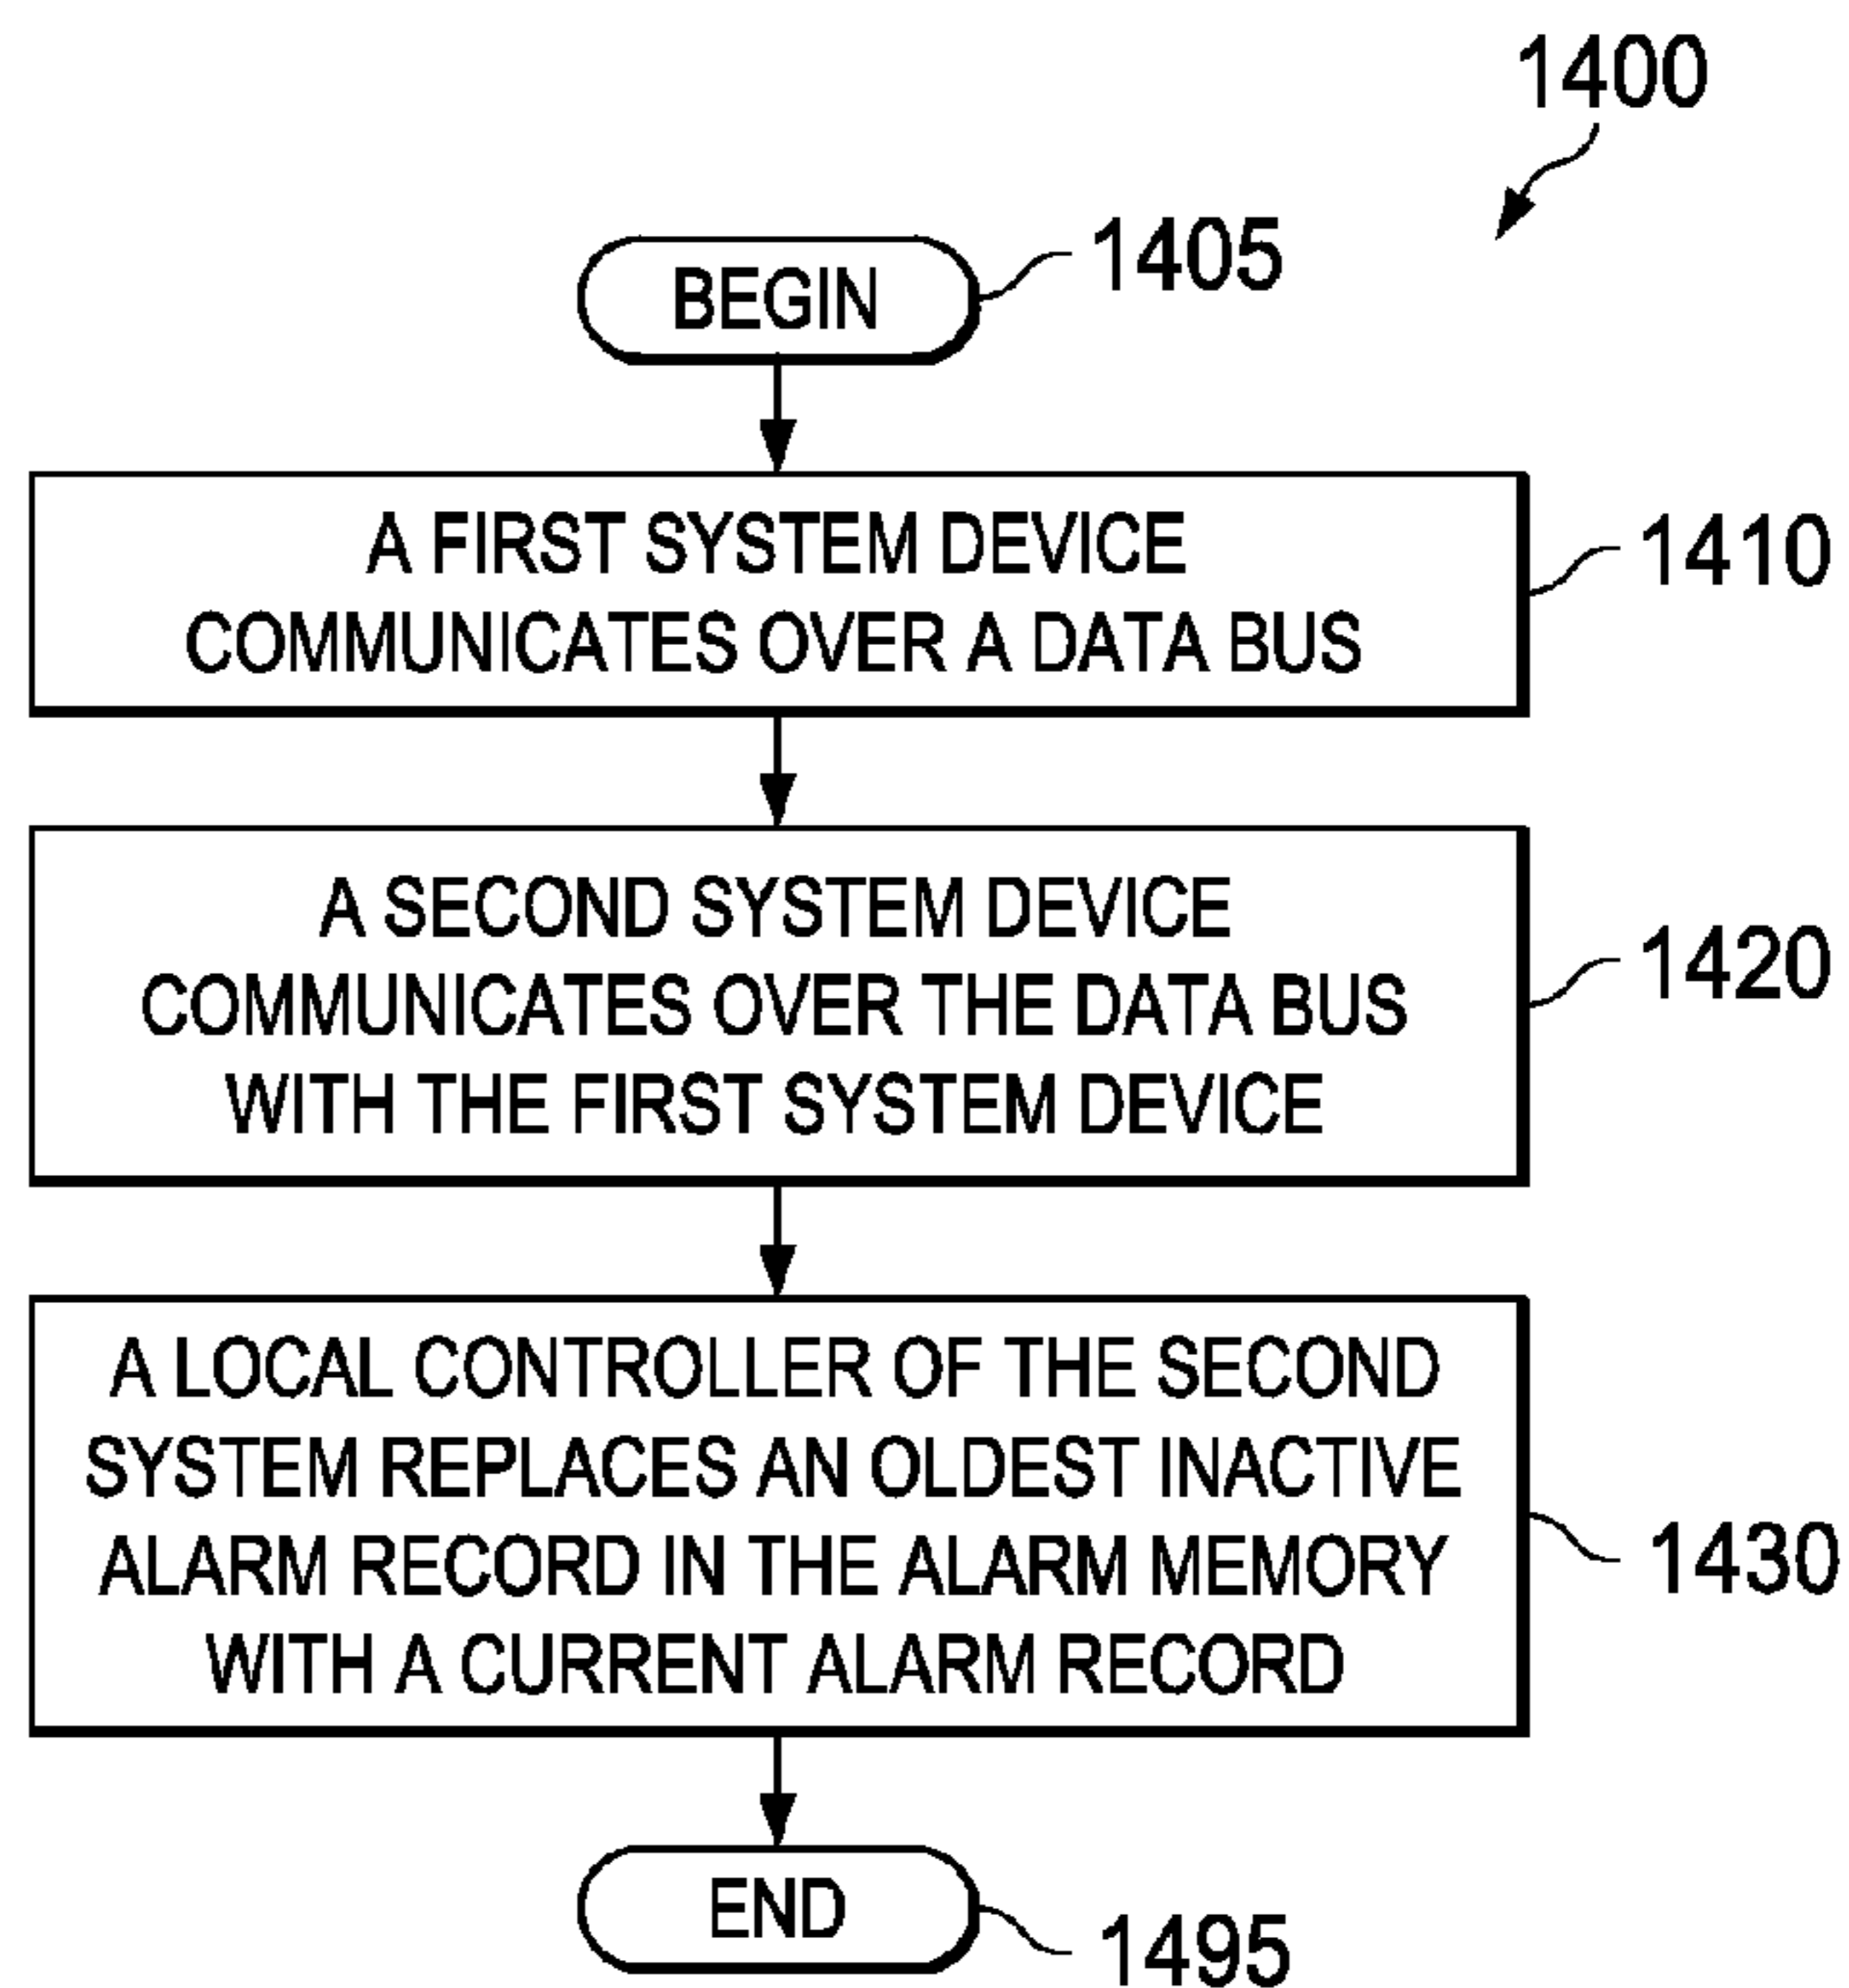 1400
BEGIN
1405
A FIRST SYSTEM DEVICE
COMMUNICATES OVER A DATA BUS
1410
A SECOND SYSTEM DEVICE
COMMUNICATES OVER THE DATA BUS
WITH THE FIRST SYSTEM DEVICE
1420
A LOCAL CONTROLLER OF THE SECOND
SYSTEM REPLACES AN OLDEST INACTIVE
ALARM RECORD IN THE ALARM MEMORY
WITH A CURRENT ALARM RECORD
1430
END
1495